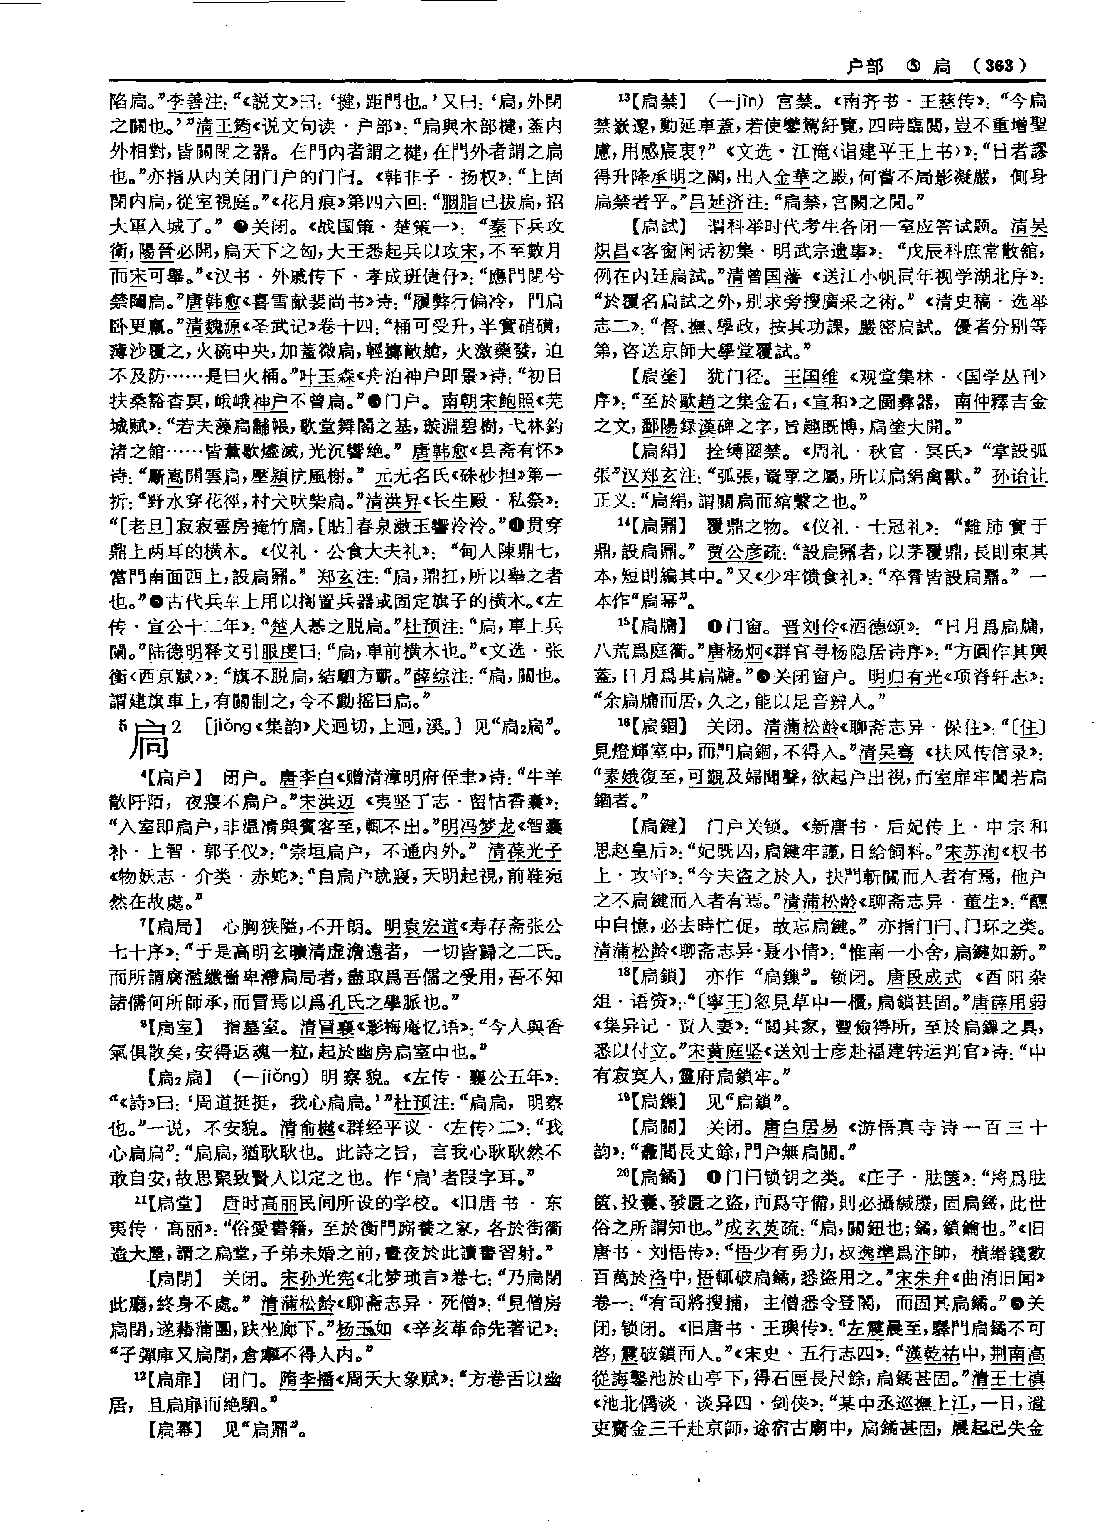 户部 ⑤ 扃 (363)
陷扃。”李善注：“《説文》曰：‘揵，距門也。’又曰：‘扃，外閉
之關也。’”清王筠《说文句读·户部》：“扃與木部楗，蓋内
外相對，皆關閉之器。在門内者謂之楗，在門外者謂之扃
也。”亦指从内关闭门户的门闩。《韩非子·扬权》：“上固
閉内扃，從室視庭。”《花月痕》第四六回：“胭脂已拔扃，招
大軍入城了。”❷关闭。《战国策·楚策一》：“秦下兵攻
衛，陽晉必開，扃天下之匈，大王悉起兵以攻宋，不至數月
而宋可舉。”《汉书·外戚传下·孝成班倢伃》：“應門閉兮
禁闥扃。”唐韩愈《喜雪献裴尚书》诗：“履弊行偏冷，門扃
卧更羸。”清魏源《圣武记》卷十四：“桶可受升，半實硝磺，
薄沙覆之，火碗中央，加蓋微扃，輕擲敵艙，火激藥發，迫
不及防……是曰火桶。”叶玉森《舟泊神户即景》诗：“初日
扶桑豁杳冥，峨峨神户不曾扃。”❸门户。南朝宋鲍照《芜
城赋》：“若夫藻扃黼帳，歌堂舞閣之基，璇淵碧樹，弋林釣
渚之館……皆薰歇燼滅，光沉響絶。”唐韩愈《县斋有怀》
诗：“斸嵩開雲扃，壓潁抗風榭。”元无名氏《硃砂担》第一
折：“野水穿花徑，村犬吠柴扃。”清洪昇《长生殿·私祭》：
“[老旦]寂寂雲房掩竹扃，[貼]春泉漱玉響泠泠。”❹贯穿
鼎上两耳的横木。《仪礼·公食大夫礼》：“甸人陳鼎七，
當門南面西上，設扃鼏。”郑玄注：“扃，鼎扛，所以舉之者
也。”❺古代兵车上用以搁置兵器或固定旗子的横木。《左
传·宣公十二年》：“楚人惎之脱扃。”杜预注：“扃，車上兵
闌。”陆德明释文引服虔曰：“扃，車前横木也。”《文选·张
衡〈西京赋〉》：“旗不脱扃，結駟方蘄。”薛综注：“扃，關也。
謂建旗車上，有關制之，令不動摇曰扃。”
5扃2 [jiǒng《集韵》犬迥切，上迥，溪。] 见“扃2扃”。
4【扃户】 闭户。唐李白《赠清漳明府侄聿》诗：“牛羊
散阡陌，夜寢不扃户。”宋洪迈《夷坚丁志·留怙香囊》：
“入室即扃户，非温凊與賓客至，輒不出。”明冯梦龙《智囊
补·上智·郭子仪》：“崇垣扃户，不通内外。”清葆光子
《物妖志·介类·赤蛇》：“自扃户就寢，天明起視，前鞋宛
然在故處。”
7【扃局】 心胸狭隘，不开朗。明袁宏道《寿存斋张公
七十序》：“于是高明玄曠清虚澹遠者，一切皆歸之二氏。
而所謂腐濫纖嗇卑滯扃局者，盡取爲吾儒之受用，吾不知
諸儒何所師承，而冒焉以爲孔氏之學脈也。”
9【扃室】 指墓室。清冒襄《影梅庵忆语》：“今人與香
氣俱散矣，安得返魂一粒，起於幽房扃室中也。”
【扃2扃】 (—jiǒng) 明察貌。《左传·襄公五年》：
“《詩》曰：‘周道挺挺，我心扃扃。’”杜预注：“扃扃，明察
也。”一说，不安貌。清俞樾《群经平议·〈左传〉二》：“我
心扃扃”：“扃扃，猶耿耿也。此詩之旨，言我心耿耿然不
敢自安，故思聚致賢人以定之也。作‘扃’者叚字耳。”
11【扃堂】 唐时高丽民间所设的学校。《旧唐书·东
夷传·高丽》：“俗愛書籍，至於衡門厮養之家，各於街衢
造大屋，謂之扃堂，子弟未婚之前，晝夜於此讀書習射。”
【扃閉】 关闭。宋孙光宪《北梦琐言》卷七：“乃扃閉
此廳，終身不處。”清蒲松龄《聊斋志异·死僧》：“見僧房
扃閉，遂藉蒲團，趺坐廊下。”杨玉如《辛亥革命先著记》：
“子彈庫又扃閉，倉卒不得入内。”
12【扃扉】 闭门。隋李播《周天大象赋》：“方卷舌以幽
居，且扃扉而绝駟。”
【扃幂】 见“扃鼏”。
13【扃禁】 (—jìn) 宫禁。《南齐书·王慈传》：“今扃
禁嶔邃，動延車蓋，若使鑾駕紆覽，四時臨閲，豈不重增聖
慮，用感宸衷？”《文选·江淹〈诣建平王上书〉》：“日者謬
得升降承明之闕，出入金華之殿，何嘗不局影凝嚴，側身
扃禁者乎。”吕延济注：“扃禁，宫闕之閒。”
【扃試】 谓科举时代考生各闭一室应答试题。清吴
炽昌《客窗闲话初集·明武宗遗事》：“戊辰科庶常散館，
例在内廷扃試。”清曾国藩《送江小帆同年视学湖北序》：
“於覆名扃試之外，别求旁搜廣采之術。”《清史稿·选举
志二》：“督、撫、學政，按其功課，嚴密扃試。優者分别等
第，咨送京師大學堂覆試。”
【扃塗】 犹门径。王国维《观堂集林·〈国学丛刊〉
序》：“至於歐趙之集金石，《宣和》之圖彝器，南仲釋吉金
之文，鄱陽録漢碑之字，旨趣既博，扃塗大開。”
【扃絹】 拴缚圈禁。《周礼·秋官·冥氏》“掌設弧
張”汉郑玄注：“弧張，罿罦之屬，所以扃絹禽獸。”孙诒让
正义：“扃絹，謂關扃而绾繫之也。”
14【扃鼏】 覆鼎之物。《仪礼·士冠礼》：“離肺實于
鼎，設扃鼏。”贾公彦疏：“設扃鼏者，以茅覆鼎，長則束其
本，短則編其中。”又《少牢馈食礼》：“卒脀皆設扃鼏。”一
本作“扃幂”。
15【扃牖】 ❶门窗。晋刘伶《酒德颂》：“日月爲扃牖，
八荒爲庭衢。”唐杨炯《群官寻杨隐居诗序》：“方圓作其輿
蓋，日月爲其扃牖。”❷关闭窗户。明归有光《项脊轩志》：
“余扃牖而居，久之，能以足音辨人。”
16【扃錮】 关闭。清蒲松龄《聊斋志异·保住》：“〔住〕
見燈輝室中，而門扃錮，不得入。”清吴骞《扶风传信录》：
“素娥復至，可觀及婦聞聲，欲起户出視，而室扉牢闔若扃
錮者。”
【扃鍵】 门户关锁。《新唐书·后妃传上·中宗和
思赵皇后》：“妃既囚，扃鍵牢謹，日給飼料。”宋苏洵《权书
上·攻守》：“今夫盗之於人，抉門斬關而入者有焉，他户
之不扃鍵而入者有焉。”清蒲松龄《聊斋志异·董生》：“醺
中自憶，必去時忙促，故忘扃鍵。”亦指门闩、门环之类。
清蒲松龄《聊斋志异·聂小倩》：“惟南一小舍，扃鍵如新。”
18【扃鎖】 亦作“扃鏁”。锁闭。唐段成式《酉阳杂
俎·语资》：“〔寧王〕忽見草中一櫃，扃鎖甚固。”唐薛用弱
《集异记·贾人妻》：“閲其家，豐儉得所，至於扃鏁之具，
悉以付立。”宋黄庭坚《送刘士彦赴福建转运判官》诗：“中
有寂寞人，靈府扃鎖牢。”
19【扃鏁】 见“扃鎖”。
【扃關】 关闭。唐白居易《游悟真寺诗一百三十
韵》：“叢閒長丈餘，門户無扃關。”
20【扃鐍】 ❶门闩锁钥之类。《庄子·胠箧》：“將爲胠
篋、探囊、發匱之盗，而爲守備，則必攝緘縢，固扃鐍，此世
俗之所謂知也。”成玄英疏：“扃，關鈕也；鐍，鎖鑰也。”《旧
唐书·刘悟传》：“悟少有勇力，叔逸準爲汴帥，積緡錢數
百萬於洛中，悟輒破扃鐍，悉盜用之。”宋朱弁《曲洧旧闻》
卷一：“有司將搜捕，主僧悉令登閣，而固其扃鐍。”❷关
闭，锁闭。《旧唐书·王璵传》：“左震晨至，驛門扃鐍不可
啓，震破鎖而入。”《宋史·五行志四》：“漢乾祐中，荆南高
從誨鑿池於山亭下，得石匣長尺餘，扃鐍甚固。”清王士禛
《池北偶谈·谈异四·剑侠》：“某中丞巡撫上江，一日，遣
吏齎金三千赴京師，途宿古廟中，扃鐍甚固，晨起已失金